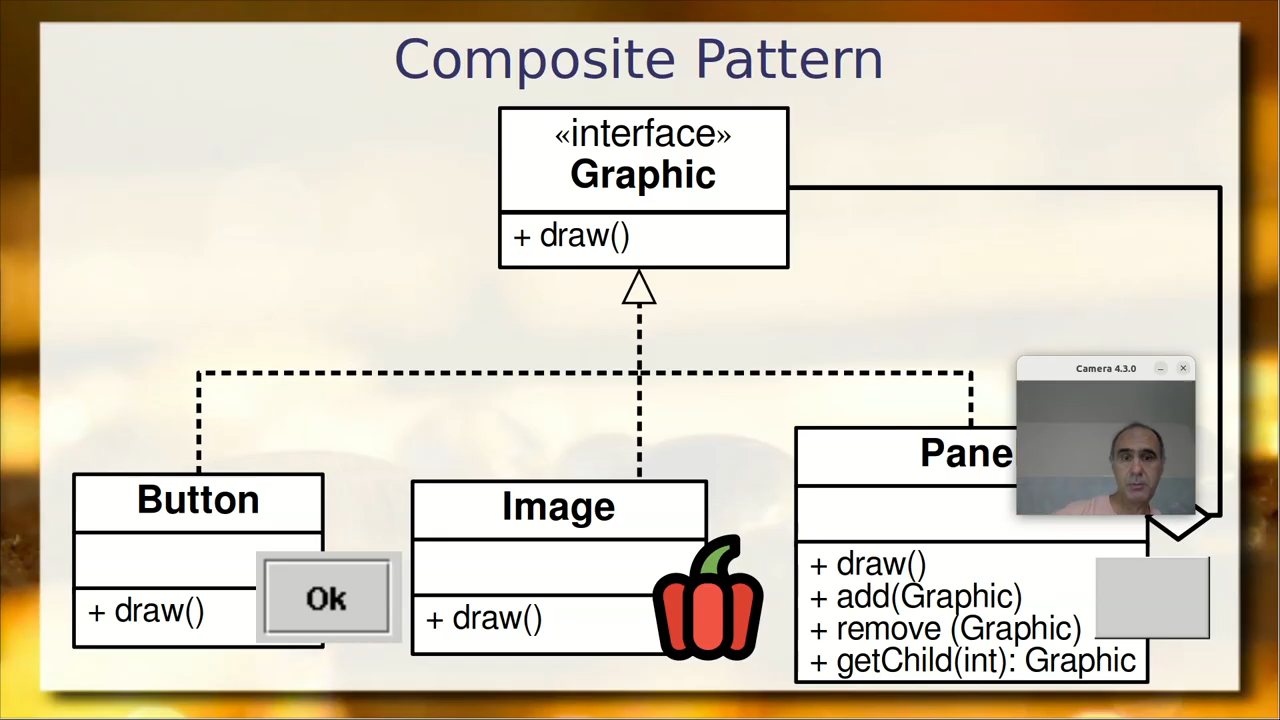 Composite Pattern
«interface»
Graphic
+ draw()
Camera 4.3.0
Button
+ draw()
Ok
Image
+ draw()
Pane
+ draw()
+ add(Graphic)
+ remove (Graphic)
+ getChild(int): Graphic